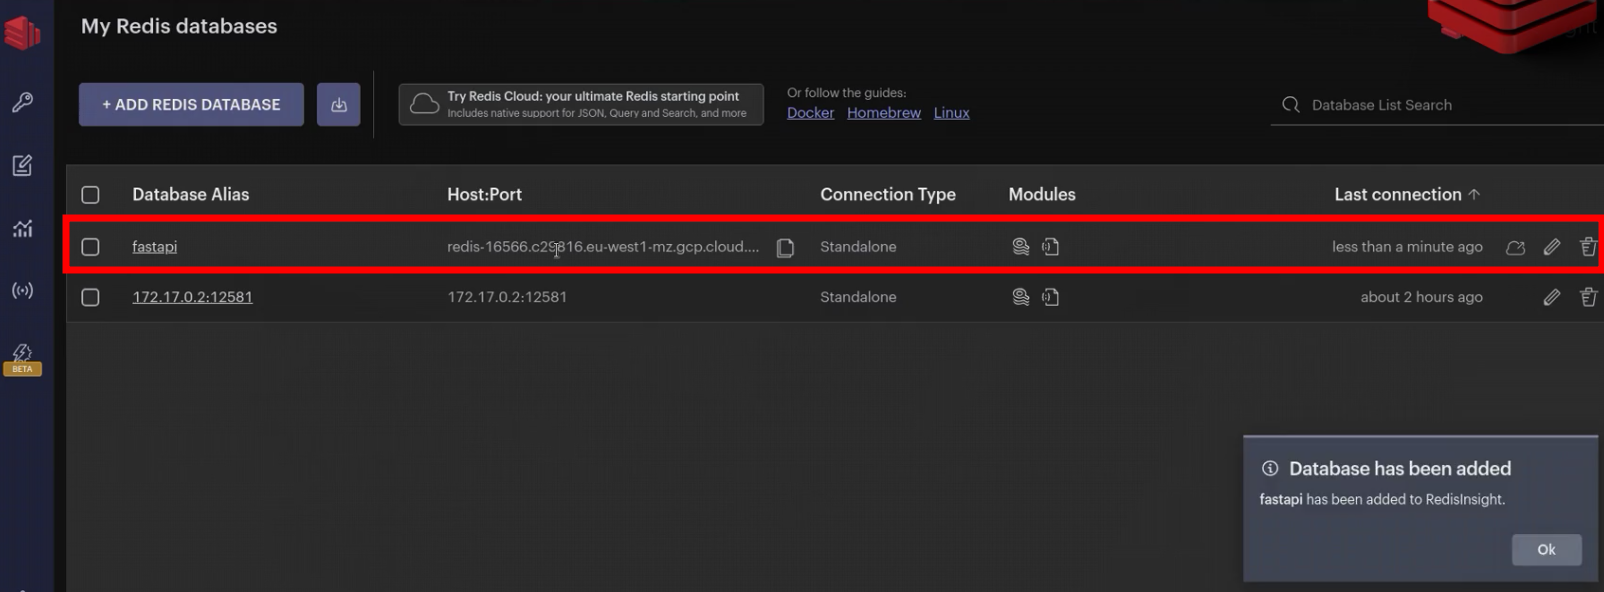 My Redis databases
+ ADD REDIS DATABASE
Try Redis Cloud: your ultimate Redis starting point
Includes native support for JSON, Query and Search, and more
Or follow the guides:
Docker Homebrew Linux
Database List Search
Database Alias Host:Port Connection Type Modules Last connection
fastapi redis-16566.c29816.eu-west1-mz.gcp.cloud.... Standalone less than a minute ago
172.17.0.2:12581 172.17.0.2:12581 Standalone about 2 hours ago
BETA
Database has been added
fastapi has been added to RedisInsight.
Ok